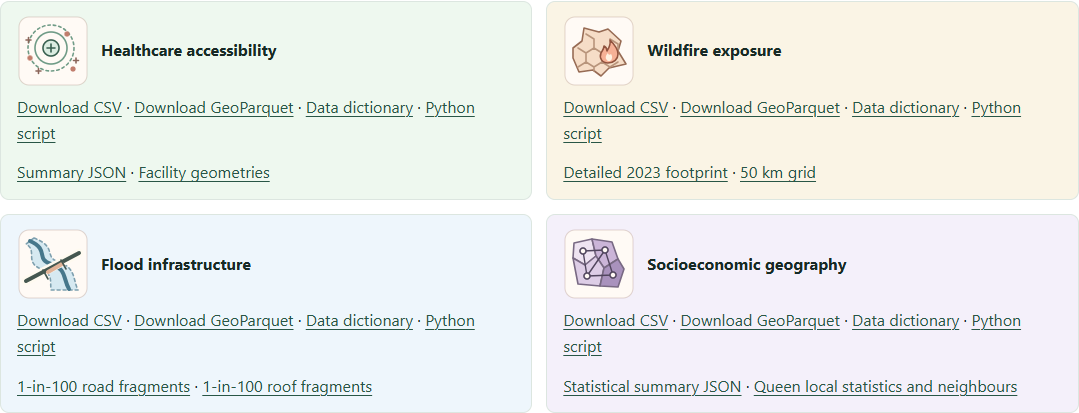 Healthcare accessibility
Download CSV · Download GeoParquet · Data dictionary · Python
script
Summary JSON · Facility geometries
Wildfire exposure
Download CSV · Download GeoParquet · Data dictionary · Python
script
Detailed 2023 footprint · 50 km grid
Flood infrastructure
Download CSV · Download GeoParquet · Data dictionary · Python
script
1-in-100 road fragments · 1-in-100 roof fragments
Socioeconomic geography
Download CSV · Download GeoParquet · Data dictionary · Python
script
Statistical summary JSON · Queen local statistics and neighbours